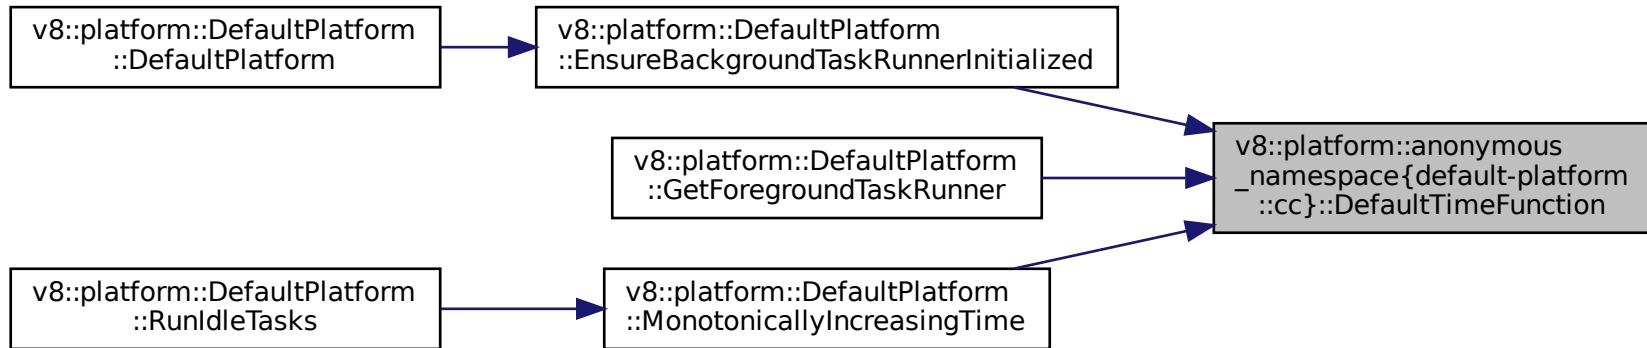 v8::platform::DefaultPlatform
::DefaultPlatform
v8::platform::DefaultPlatform
::EnsureBackgroundTaskRunnerInitialized
v8::platform::DefaultPlatform
::GetForegroundTaskRunner
v8::platform::anonymous
_namespace{default-platform
::cc}::DefaultTimeFunction
v8::platform::DefaultPlatform
::RunIdleTasks
v8::platform::DefaultPlatform
::MonotonicallyIncreasingTime